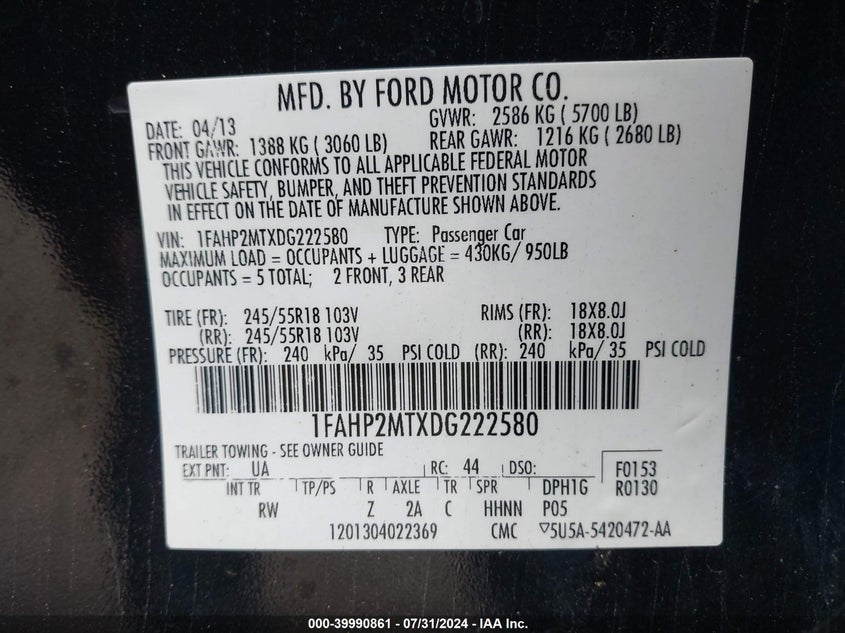 MFD. BY FORD MOTOR CO.
DATE: 04/13 GVWR: 2586 KG ( 5700 LB)
FRONT GAWR: 1388 KG ( 3060 LB) REAR GAWR: 1216 KG ( 2680 LB)
THIS VEHICLE CONFORMS TO ALL APPLICABLE FEDERAL MOTOR
VEHICLE SAFETY, BUMPER, AND THEFT PREVENTION STANDARDS
IN EFFECT ON THE DATE OF MANUFACTURE SHOWN ABOVE.
VIN: 1FAHP2MTXDG222580 TYPE: Passenger Car
MAXIMUM LOAD = OCCUPANTS + LUGGAGE = 430KG/ 950LB
OCCUPANTS = 5 TOTAL; 2 FRONT, 3 REAR
TIRE (FR): 245/55R18 103V RIMS (FR): 18X8.0J
(RR): 245/55R18 103V (RR): 18X8.0J
PRESSURE (FR): 240 kPa/ 35 PSI COLD (RR): 240 kPa/ 35 PSI COLD
1FAHP2MTXDG222580
TRAILER TOWING - SEE OWNER GUIDE
EXT PNT: UA RC: 44 DSO: F0153
INT TR TP/PS R AXLE TR SPR DPH1G R0130
RW Z 2A C HHNN P05
1201304022369 CMC ▽5U5A-5420472-AA
000-39990861 - 07/31/2024 - IAA Inc.